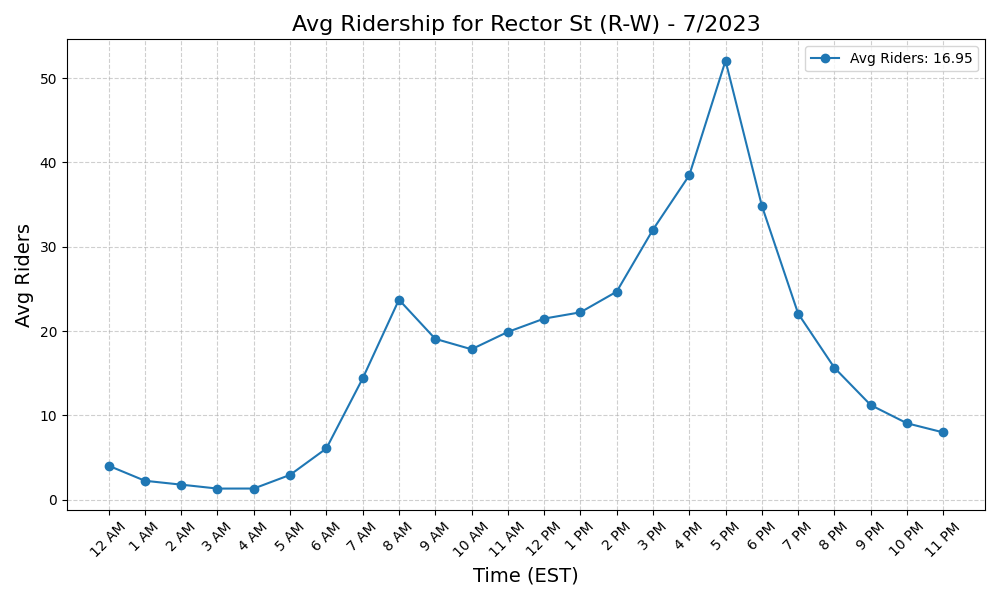 Avg Ridership for Rector St (R-W) - 7/2023
Avg Riders: 16.95
Avg Riders
50
40
30
20
10
0
12 AM
1 AM
2 AM
3 AM
4 AM
5 AM
6 AM
7 AM
8 AM
9 AM
10 AM
11 AM
12 PM
1 PM
2 PM
3 PM
4 PM
5 PM
6 PM
7 PM
8 PM
9 PM
10 PM
11 PM
Time (EST)